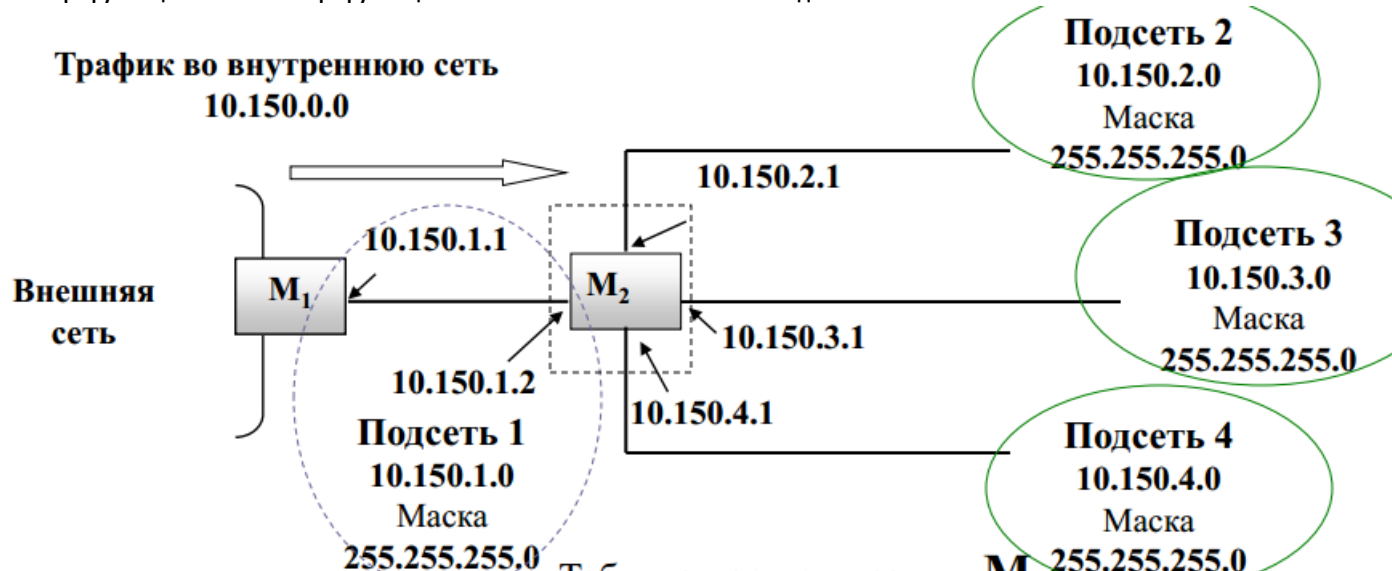 Трафик во внутреннюю сеть
10.150.0.0
Подсеть 2
10.150.2.0
Маска
255.255.255.0
10.150.2.1
10.150.1.1
Подсеть 3
10.150.3.0
Маска
255.255.255.0
Внешняя
сеть
M1
M2
10.150.3.1
10.150.1.2
10.150.4.1
Подсеть 1
10.150.1.0
Маска
255.255.255.0
Подсеть 4
10.150.4.0
Маска
255.255.255.0